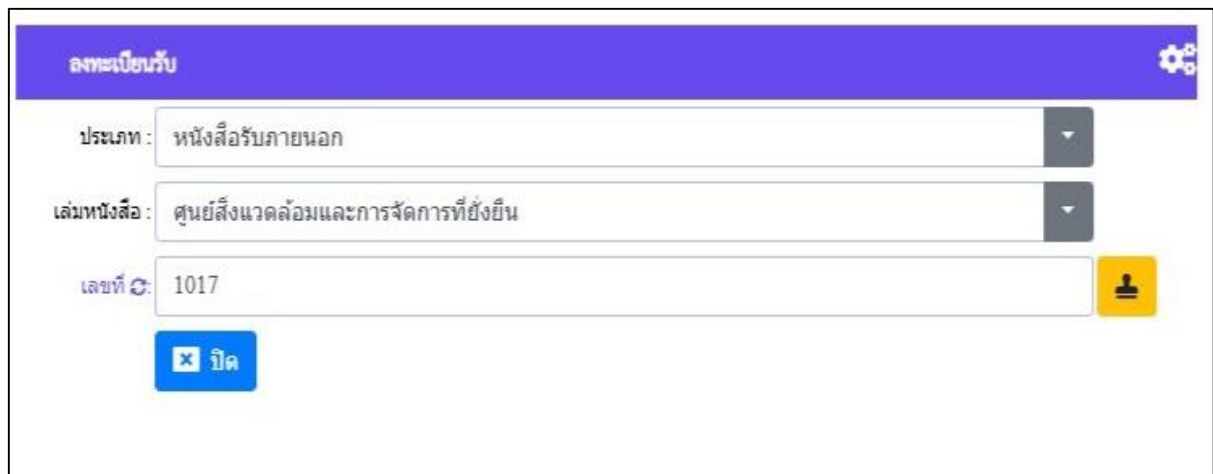 ลงทะเบียนรับ
ประเภท : หนังสือรับภายนอก
เล่มหนังสือ : ศูนย์สิ่งแวดล้อมและการจัดการที่ยั่งยืน
เลขที่ : 1017
ปิด